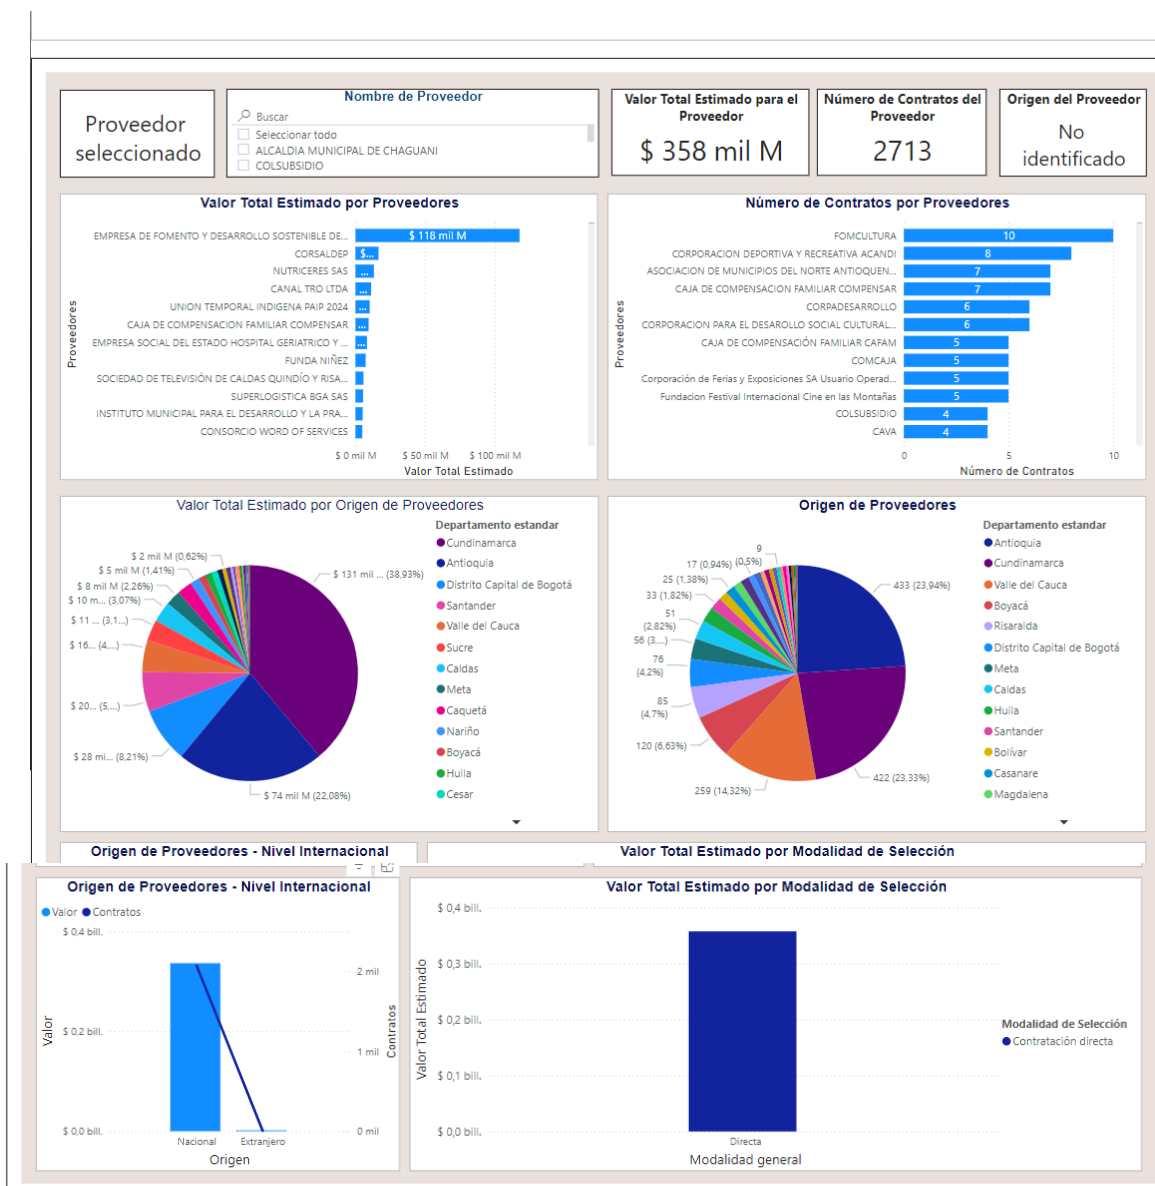 Proveedor
seleccionado
Nombre de Proveedor
Buscar
Seleccionar todo
ALCALDIA MUNICIPAL DE CHAGUANI
COLSUBSIDIO
Valor Total Estimado para el
Proveedor
$ 358 mil M
Número de Contratos del
Proveedor
2713
Origen del Proveedor
No
identificado
Valor Total Estimado por Proveedores
Proveedores
EMPRESA DE FOMENTO Y DESARROLLO SOSTENIBLE DE...
$ 118 mil M
CORSALDEP
$...
NUTRICERES SAS
...
CANAL TRO LTDA
...
UNION TEMPORAL INDIGENA PAIP 2024
...
CAJA DE COMPENSACION FAMILIAR COMPENSAR
...
EMPRESA SOCIAL DEL ESTADO HOSPITAL GERIATRICO Y ...
...
FUNDA NIÑEZ
SOCIEDAD DE TELEVISIÓN DE CALDAS QUINDÍO Y RISA...
SUPERLOGISTICA BGA SAS
INSTITUTO MUNICIPAL PARA EL DESARROLLO Y LA PRA...
CONSORCIO WORD OF SERVICES
$ 0 mil M $ 50 mil M $ 100 mil M
Valor Total Estimado
Número de Contratos por Proveedores
Proveedores
FOMCULTURA 10
CORPORACION DEPORTIVA Y RECREATIVA ACANDI 8
ASOCIACION DE MUNICIPIOS DEL NORTE ANTIOQUEN... 7
CAJA DE COMPENSACION FAMILIAR COMPENSAR 7
CORPADESARROLLO 6
CORPORACION PARA EL DESAROLLO SOCIAL CULTURAL... 6
CAJA DE COMPENSACIÓN FAMILIAR CAFAM 5
COMCAJA 5
Corporación de Ferias y Exposiciones SA Usuario Operad... 5
Fundacion Festival Internacional Cine en las Montañas 5
COLSUBSIDIO 4
CAVA 4
0 5 10
Número de Contratos
Valor Total Estimado por Origen de Proveedores
$ 2 mil M (0,62%)
$ 5 mil M (1,41%)
$ 8 mil M (2,26%)
$ 10 m... (3,07%)
$ 11 ... (3,1...)
$ 16... (4,...)
$ 20... (5,...)
$ 28 mi... (8,21%)
$ 74 mil M (22,08%)
$ 131 mil ... (38,93%)
Departamento estandar
Cundinamarca
Antioquia
Distrito Capital de Bogotá
Santander
Valle del Cauca
Sucre
Caldas
Meta
Caquetá
Nariño
Boyacá
Huila
Cesar
Origen de Proveedores
9
17 (0,94%) (0,5%)
25 (1,38%)
33 (1,82%)
51
(2,82%)
56 (3,...)
76
(4,2%)
85
(4,7%)
120 (6,63%)
259 (14,32%)
422 (23,33%)
433 (23,94%)
Departamento estandar
Antioquia
Cundinamarca
Valle del Cauca
Boyacá
Risaralda
Distrito Capital de Bogotá
Meta
Caldas
Huila
Santander
Bolívar
Casanare
Magdalena
Origen de Proveedores - Nivel Internacional
Valor Total Estimado por Modalidad de Selección
Origen de Proveedores - Nivel Internacional
Valor Contratos
$ 0,4 bill.
$ 0,2 bill.
$ 0,0 bill.
Valor
2 mil
1 mil
0 mil
Contratos
Nacional Extranjero
Origen
Valor Total Estimado por Modalidad de Selección
$ 0,4 bill.
$ 0,3 bill.
$ 0,2 bill.
$ 0,1 bill.
$ 0,0 bill.
Valor Total Estimado
Directa
Modalidad general
Modalidad de Selección
Contratación directa